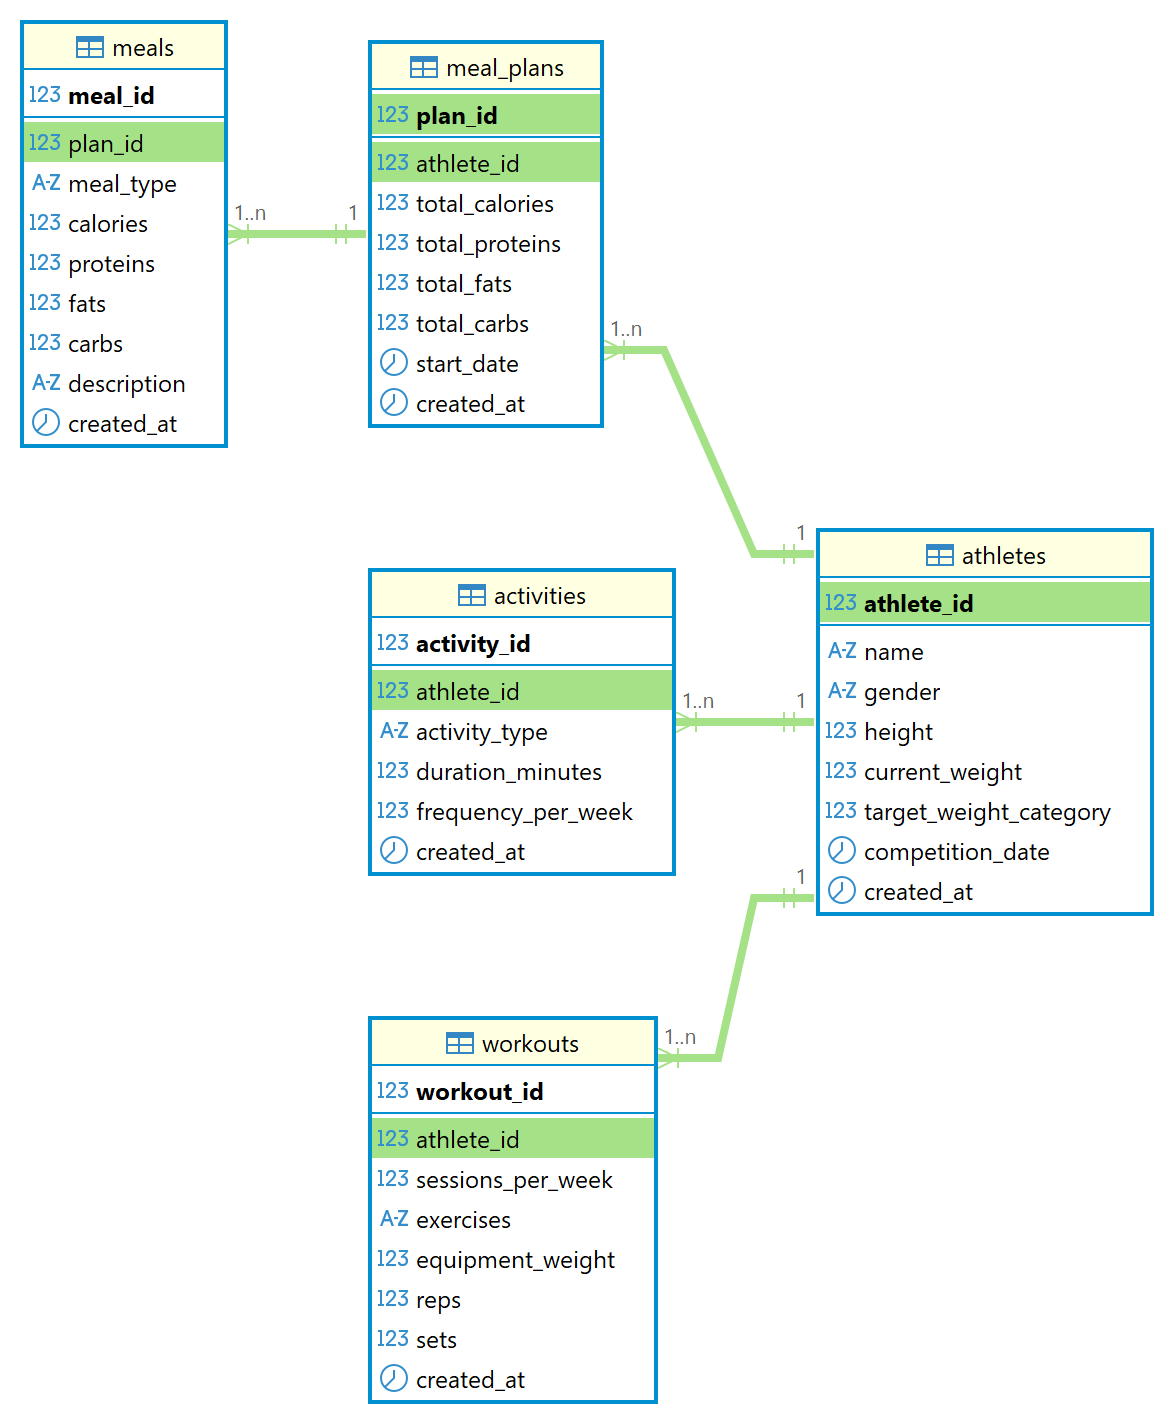 meals
123 meal_id
123 plan_id
A-Z meal_type
123 calories
123 proteins
123 fats
123 carbs
A-Z description
created_at
1..n
1
meal_plans
123 plan_id
123 athlete_id
123 total_calories
123 total_proteins
123 total_fats
123 total_carbs
start_date
created_at
1..n
1
activities
123 activity_id
123 athlete_id
A-Z activity_type
123 duration_minutes
123 frequency_per_week
created_at
1..n
1
athletes
123 athlete_id
A-Z name
A-Z gender
123 height
123 current_weight
123 target_weight_category
competition_date
created_at
1
1..n
workouts
123 workout_id
123 athlete_id
123 sessions_per_week
A-Z exercises
123 equipment_weight
123 reps
123 sets
created_at